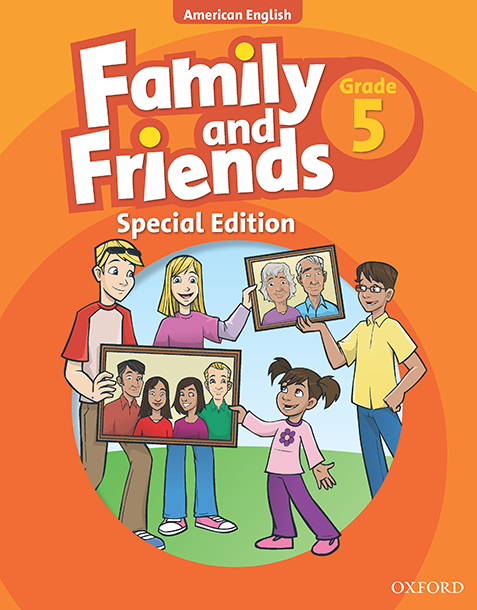 American English
Family
and
Friends
Grade
5
Special Edition
OXFORD